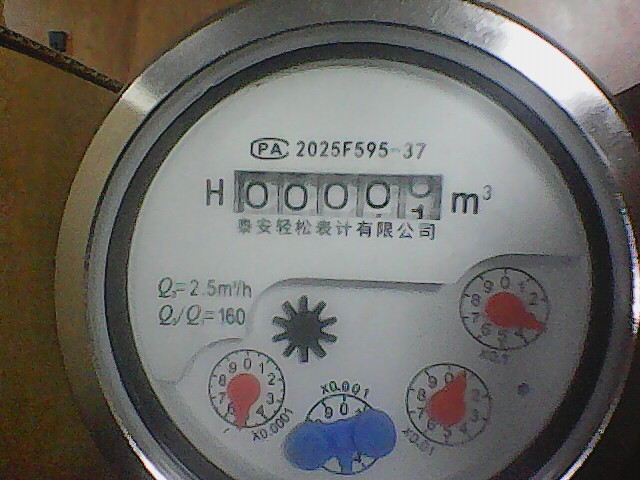 PA 2025F595-37
H 0000 m³
泰安轻松表计有限公司
Q₃=2.5m³/h
Q₃/Q₁=160
X0.1
X0.0001
X0.001
X0.01